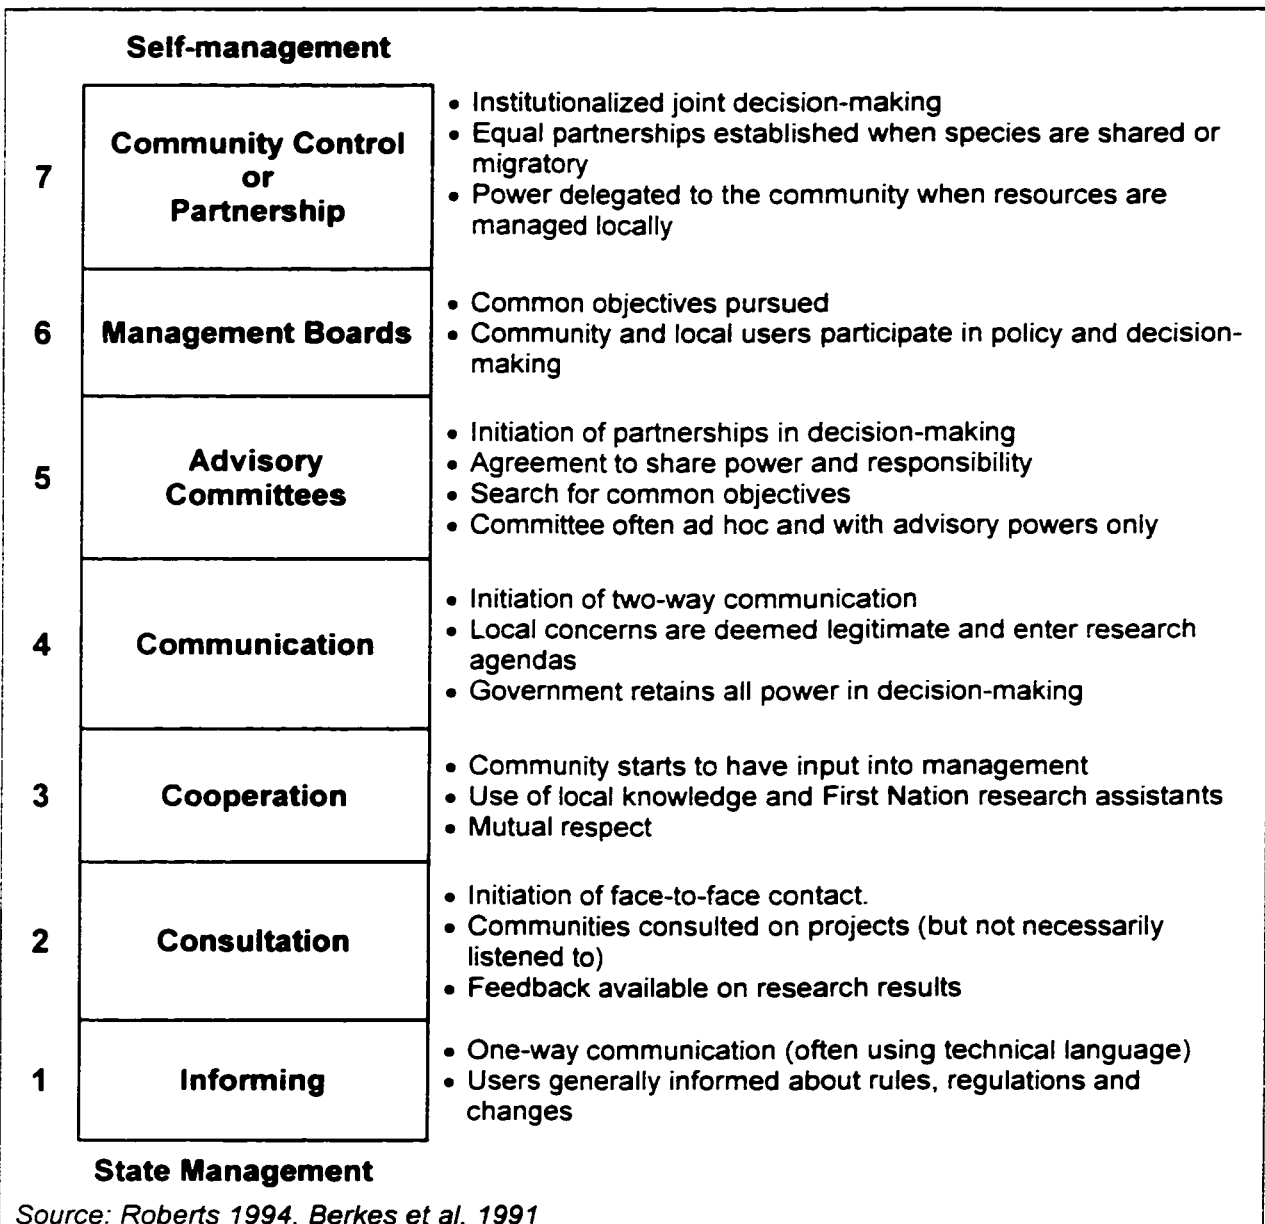 Self-management
7
Community Control
or
Partnership
• Institutionalized joint decision-making
• Equal partnerships established when species are shared or
migratory
• Power delegated to the community when resources are
managed locally
6
Management Boards
• Common objectives pursued
• Community and local users participate in policy and decision-
making
5
Advisory
Committees
• Initiation of partnerships in decision-making
• Agreement to share power and responsibility
• Search for common objectives
• Committee often ad hoc and with advisory powers only
4
Communication
• Initiation of two-way communication
• Local concerns are deemed legitimate and enter research
agendas
• Government retains all power in decision-making
3
Cooperation
• Community starts to have input into management
• Use of local knowledge and First Nation research assistants
• Mutual respect
2
Consultation
• Initiation of face-to-face contact.
• Communities consulted on projects (but not necessarily
listened to)
• Feedback available on research results
1
Informing
• One-way communication (often using technical language)
• Users generally informed about rules, regulations and
changes
State Management
Source: Roberts 1994, Berkes et al, 1991